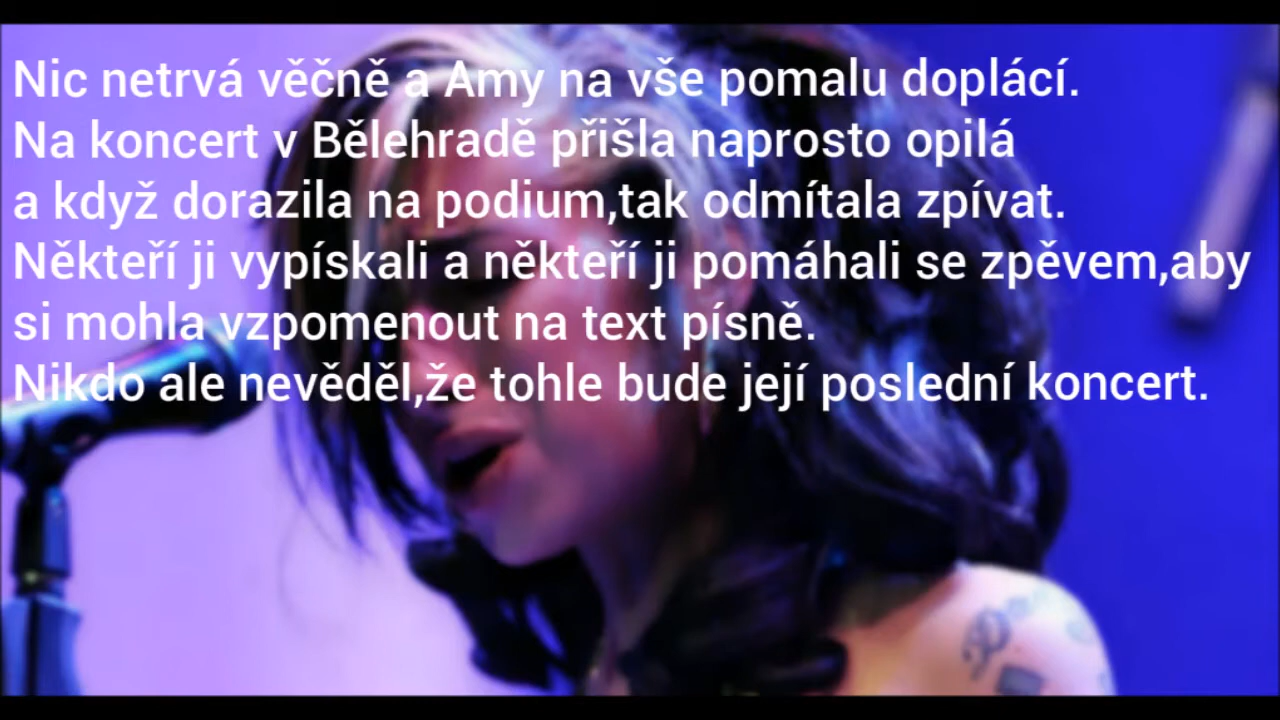 Nic netrvá věčně a Amy na vše pomalu doplácí.
Na koncert v Bělehradě přišla naprosto opilá
a když dorazila na podium,tak odmítala zpívat.
Někteří ji vypískali a někteří ji pomáhali se zpěvem,aby
si mohla vzpomenout na text písně.
Nikdo ale nevěděl,že tohle bude její poslední koncert.